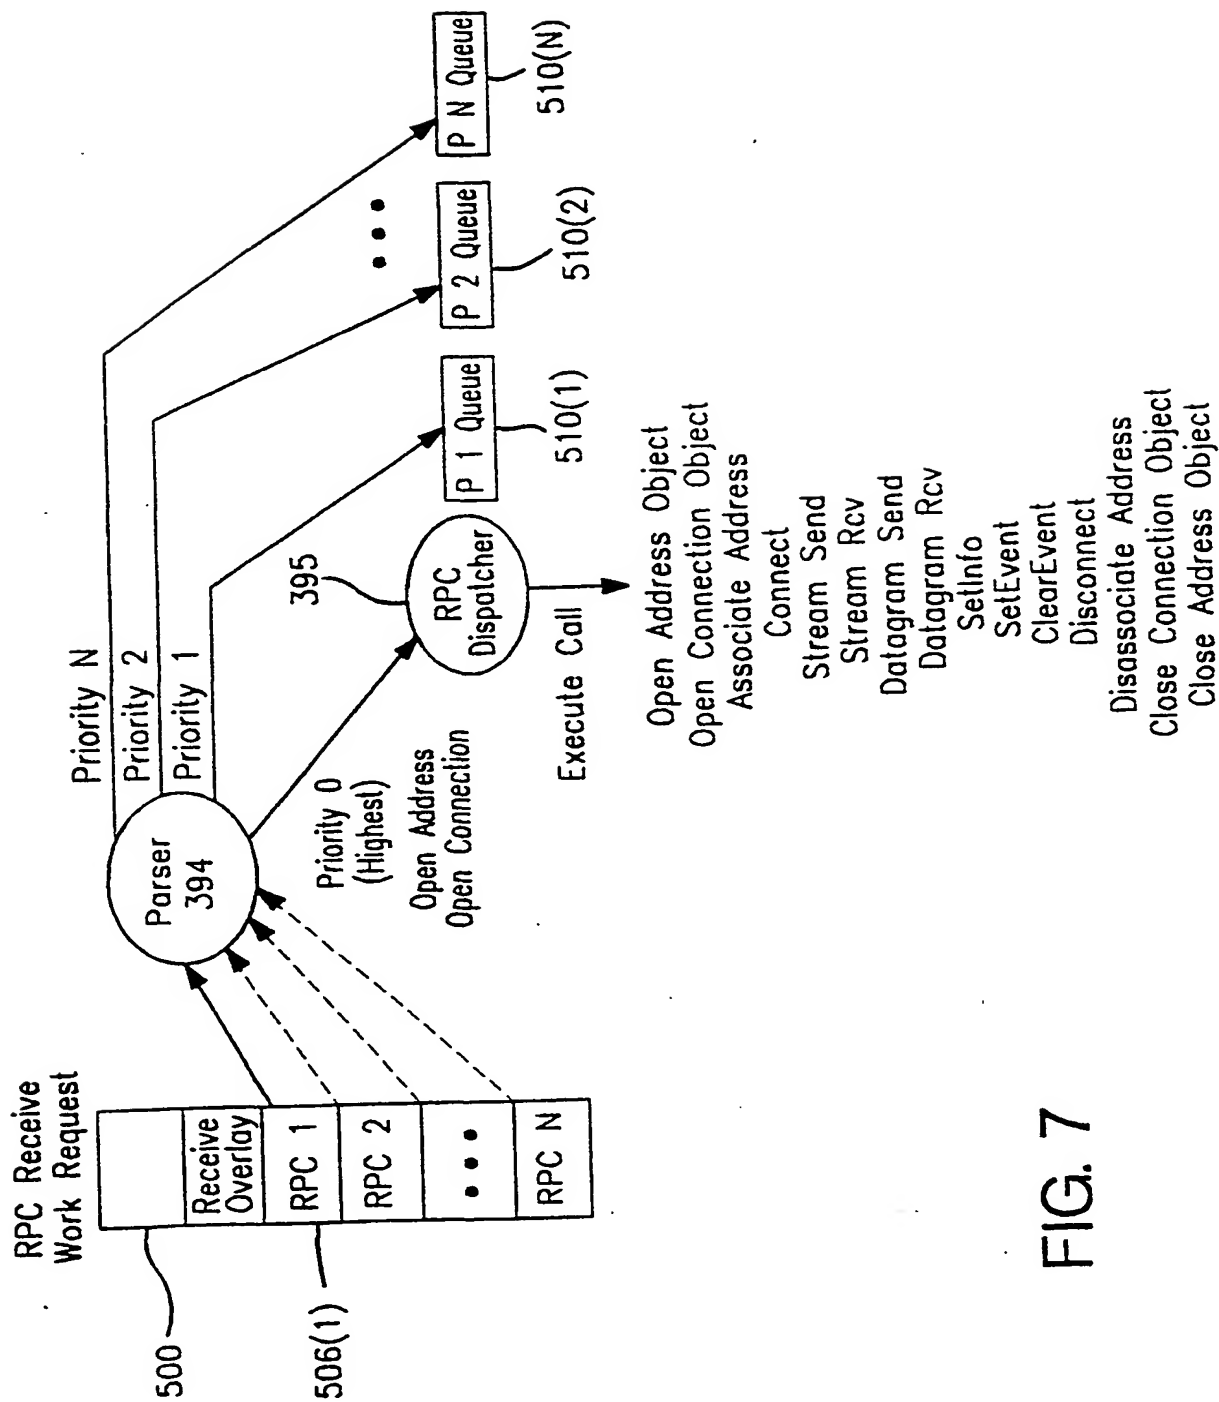 RPC Receive
Work Request
500
Receive
Overlay
RPC 1
506(1)
RPC 2
•••
RPC N
Parser
394
Priority N
Priority 2
Priority 1
Priority 0
(Highest)
Open Address
Open Connection
395
RPC
Dispatcher
•••
P 1 Queue
510(1)
P 2 Queue
510(2)
P N Queue
510(N)
Execute Call
Open Address Object
Open Connection Object
Associate Address
Connect
Stream Send
Stream Rcv
Datagram Send
Datagram Rcv
SetInfo
SetEvent
ClearEvent
Disconnect
Disassociate Address
Close Connection Object
Close Address Object
FIG. 7